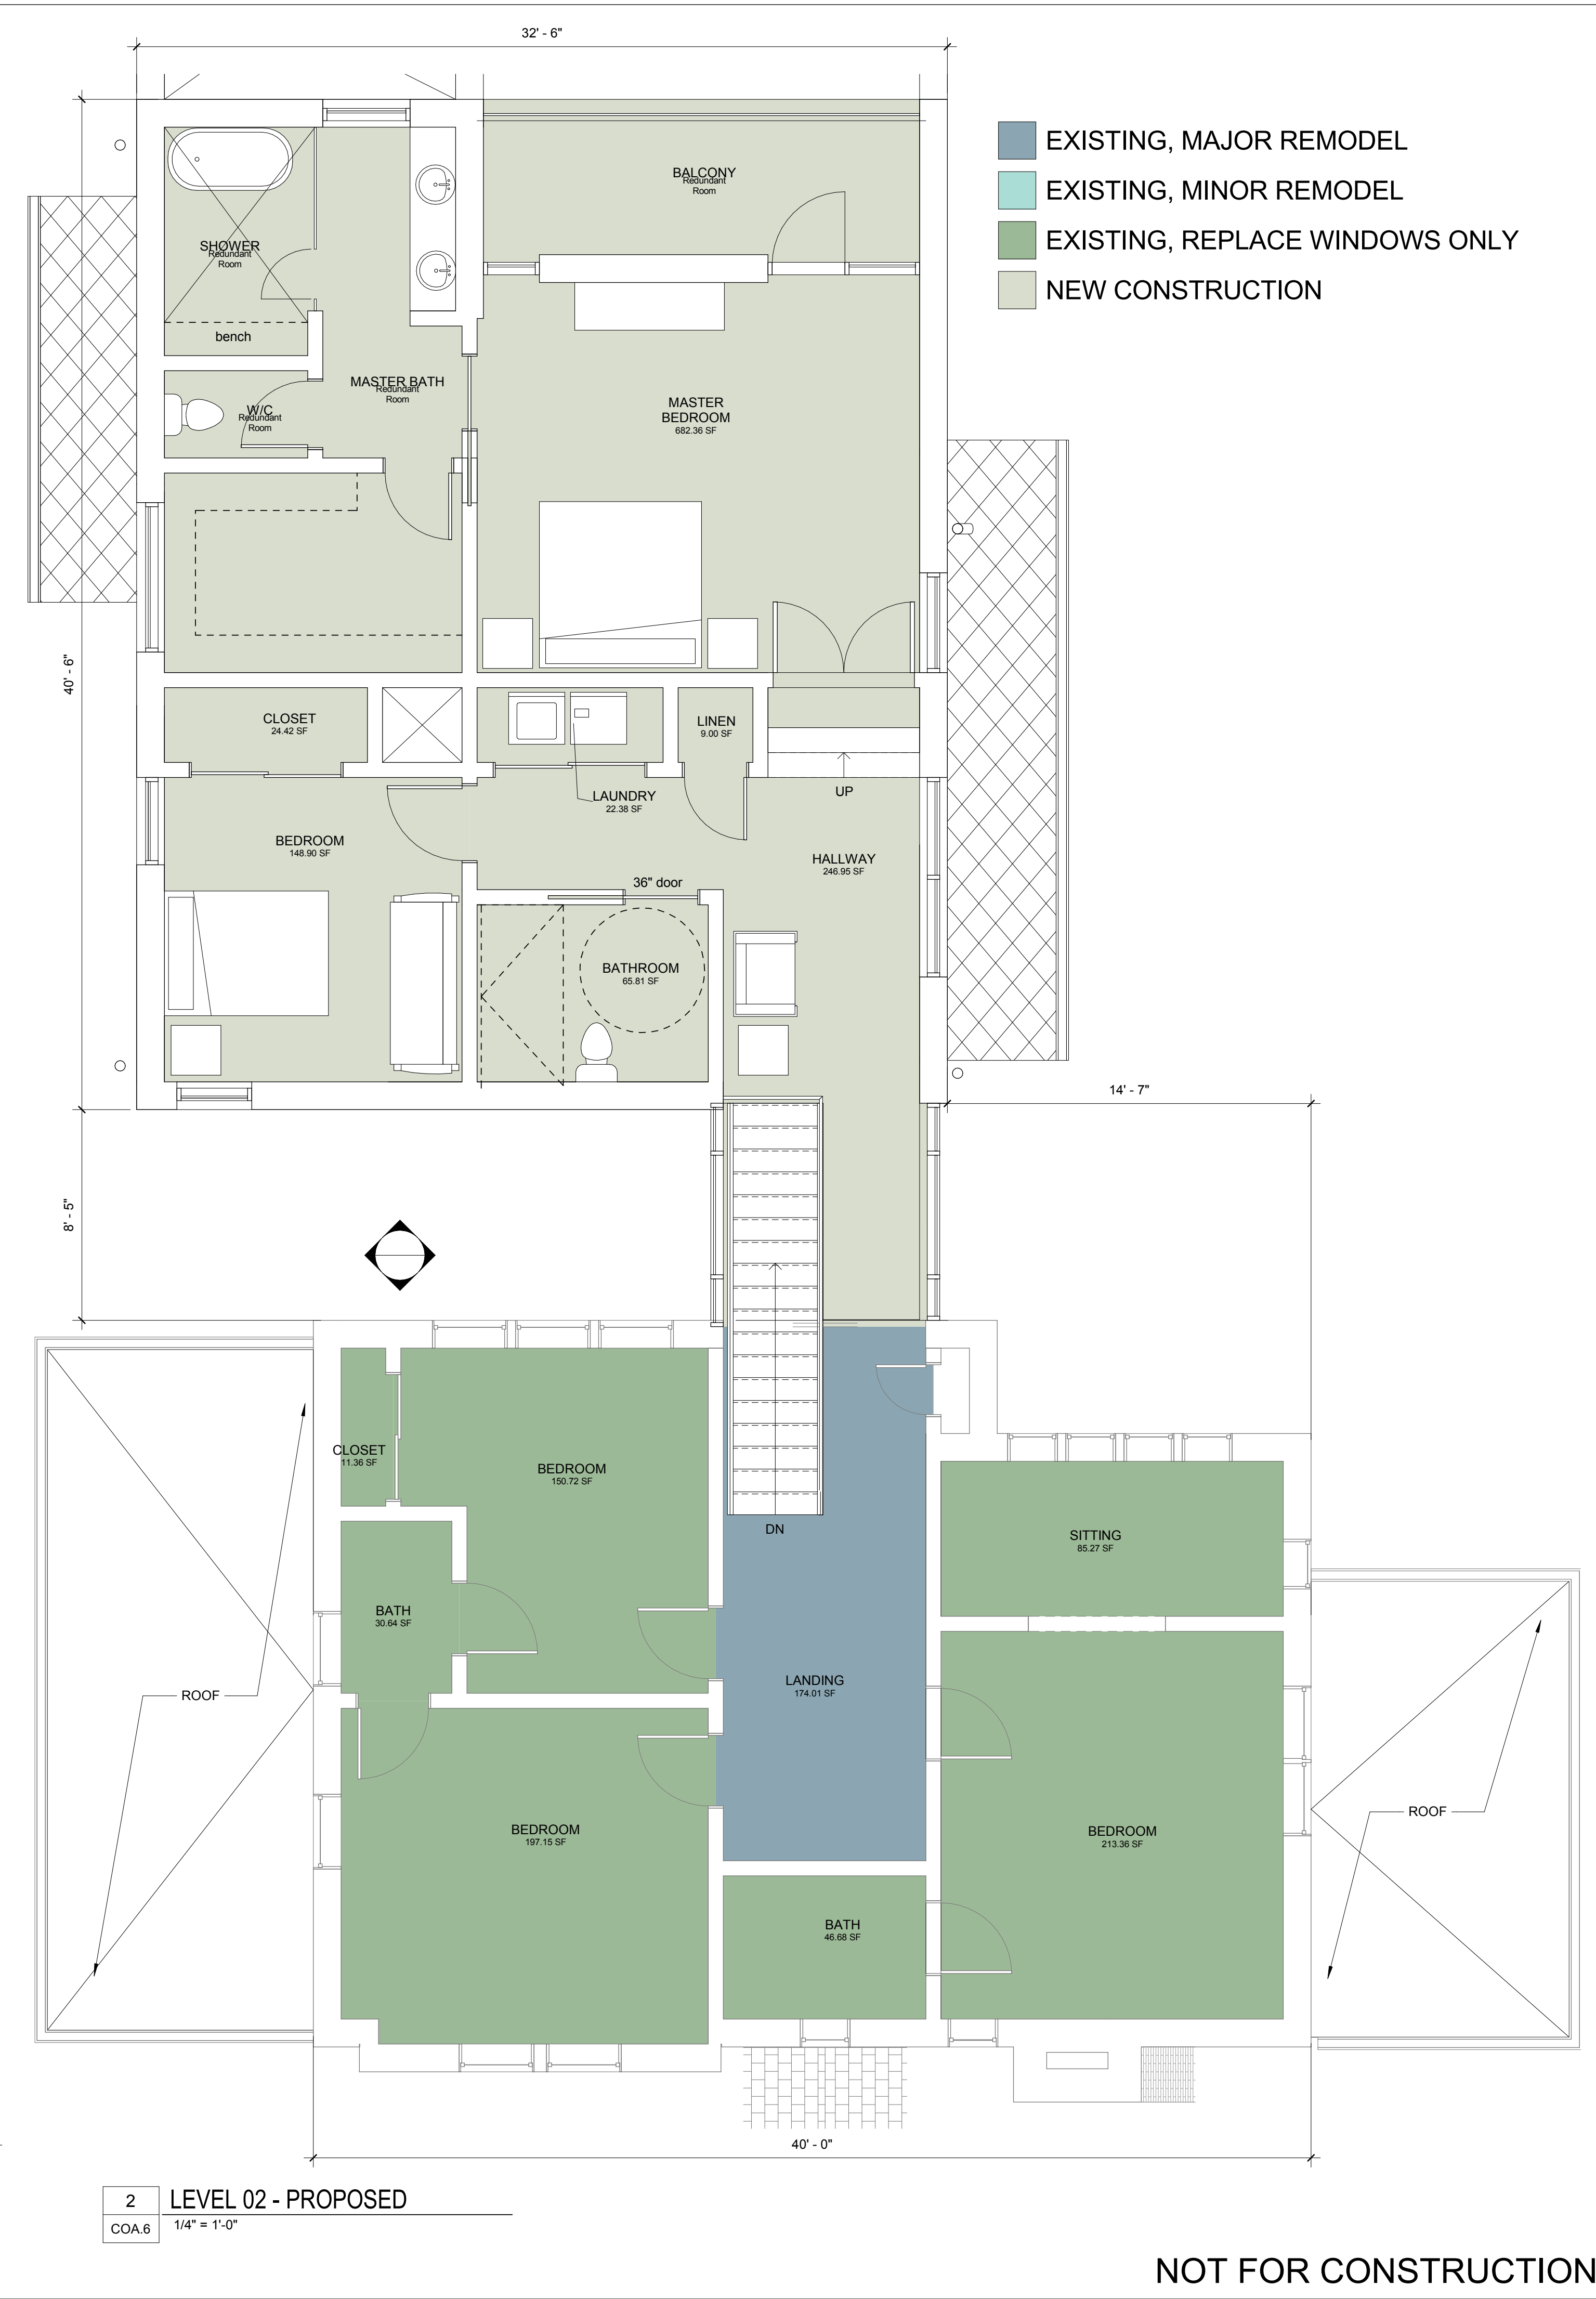 32' - 6"
EXISTING, MAJOR REMODEL
EXISTING, MINOR REMODEL
EXISTING, REPLACE WINDOWS ONLY
NEW CONSTRUCTION
BALCONY
Redundant
Room
SHOWER
Redundant
Room
bench
MASTER BATH
Redundant
Room
W/C
Redundant
Room
MASTER
BEDROOM
682.36 SF
40' - 6"
CLOSET
24.42 SF
LINEN
9.00 SF
UP
LAUNDRY
22.38 SF
BEDROOM
148.90 SF
HALLWAY
246.95 SF
36" door
BATHROOM
65.81 SF
14' - 7"
8' - 5"
CLOSET
11.36 SF
BEDROOM
150.72 SF
DN
SITTING
85.27 SF
BATH
30.64 SF
LANDING
174.01 SF
ROOF
ROOF
BEDROOM
197.15 SF
BEDROOM
213.36 SF
BATH
46.68 SF
40' - 0"
2
LEVEL 02 - PROPOSED
COA.6
1/4" = 1'-0"
NOT FOR CONSTRUCTION